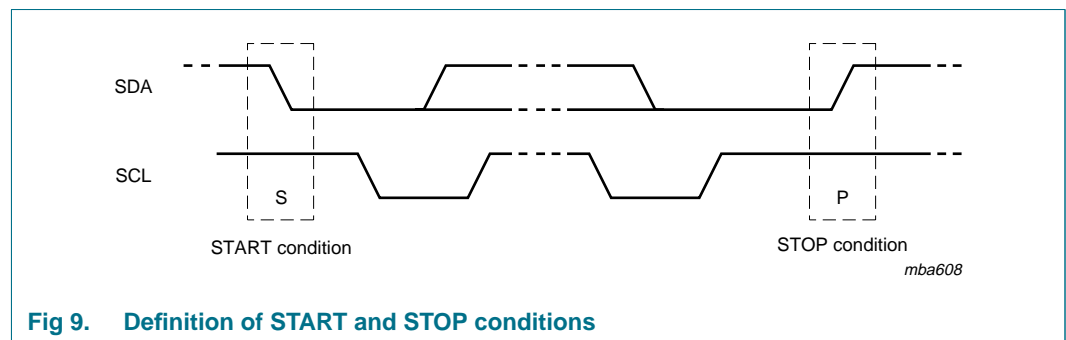 SDA
SCL
S
P
START condition
STOP condition
mba608
Fig 9. Definition of START and STOP conditions